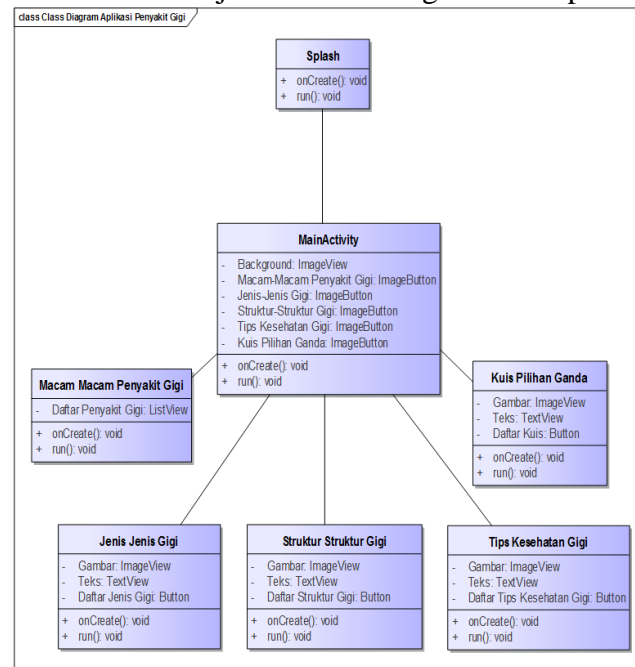 class Class Diagram Aplikasi Penyakit Gigi
Splash
+ onCreate(): void
+ run(): void
MainActivity
- Background: ImageView
- Macam-Macam Penyakit Gigi: ImageButton
- Jenis-Jenis Gigi: ImageButton
- Struktur-Struktur Gigi: ImageButton
- Tips Kesehatan Gigi: ImageButton
- Kuis Pilihan Ganda: ImageButton
+ onCreate(): void
+ run(): void
Macam Macam Penyakit Gigi
- Daftar Penyakit Gigi: ListView
+ onCreate(): void
+ run(): void
Kuis Pilihan Ganda
- Gambar: ImageView
- Teks: TextView
- Daftar Kuis: Button
+ onCreate(): void
+ run(): void
Jenis Jenis Gigi
- Gambar: ImageView
- Teks: TextView
- Daftar Jenis Gigi: Button
+ onCreate(): void
+ run(): void
Struktur Struktur Gigi
- Gambar: ImageView
- Teks: TextView
- Daftar Struktur Gigi: Button
+ onCreate(): void
+ run(): void
Tips Kesehatan Gigi
- Gambar: ImageView
- Teks: TextView
- Daftar Tips Kesehatan Gigi: Button
+ onCreate(): void
+ run(): void